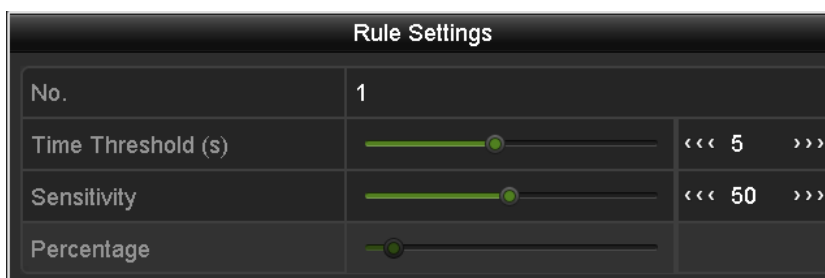 Rule Settings
No. 1
Time Threshold (s) ‹‹‹ 5 ›››
Sensitivity ‹‹‹ 50 ›››
Percentage